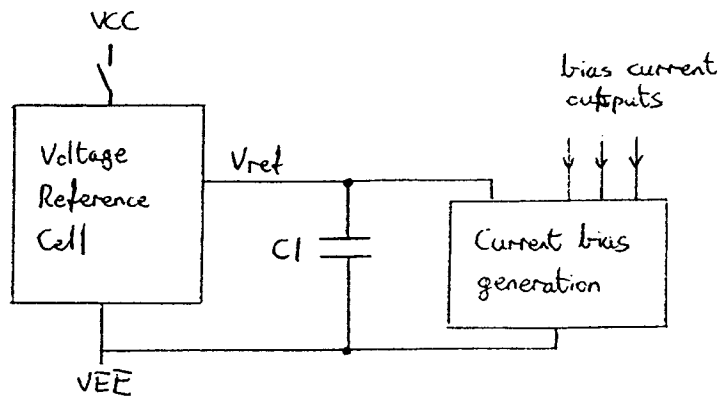 VCC
bias current
outputs
Voltage
Reference
Cell
Vref
C1
Current bias
generation
VEE